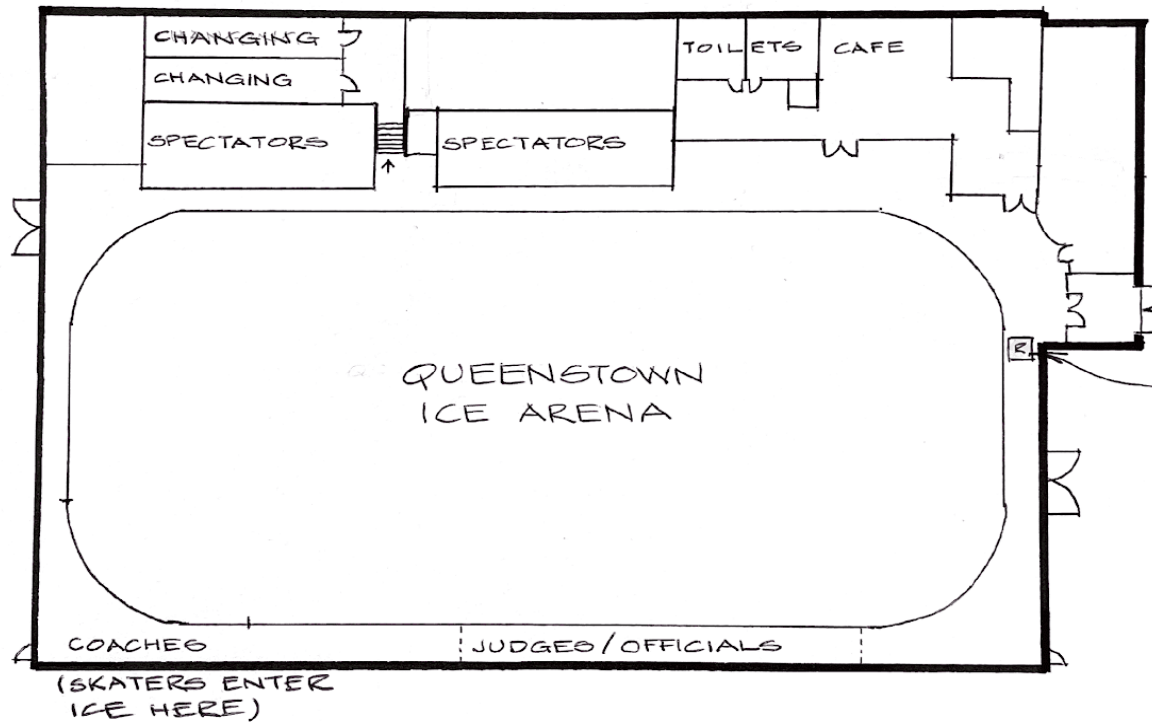 CHANGING
CHANGING
SPECTATORS
SPECTATORS
TOILETS
CAFE
R
QUEENSTOWN
ICE ARENA
COACHES
JUDGES/OFFICIALS
(SKATERS ENTER
ICE HERE)